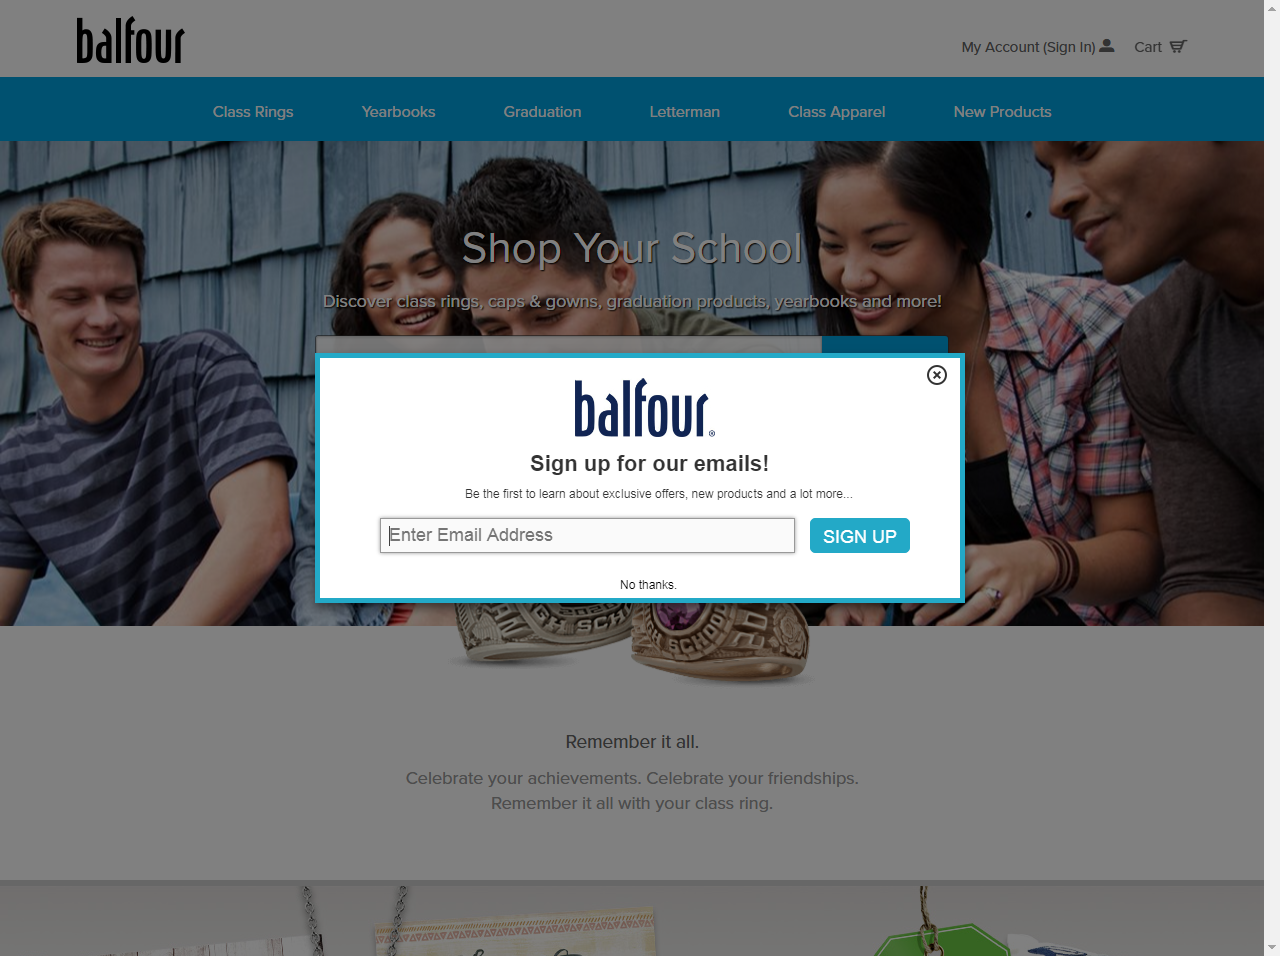 balfour
My Account (Sign In)
Cart
Class Rings
Yearbooks
Graduation
Letterman
Class Apparel
New Products
Shop Your School
Discover class rings, caps & gowns, graduation products, yearbooks and more!
balfour®
Sign up for our emails!
Be the first to learn about exclusive offers, new products and a lot more...
Enter Email Address
SIGN UP
No thanks.
Remember it all.
Celebrate your achievements. Celebrate your friendships.
Remember it all with your class ring.